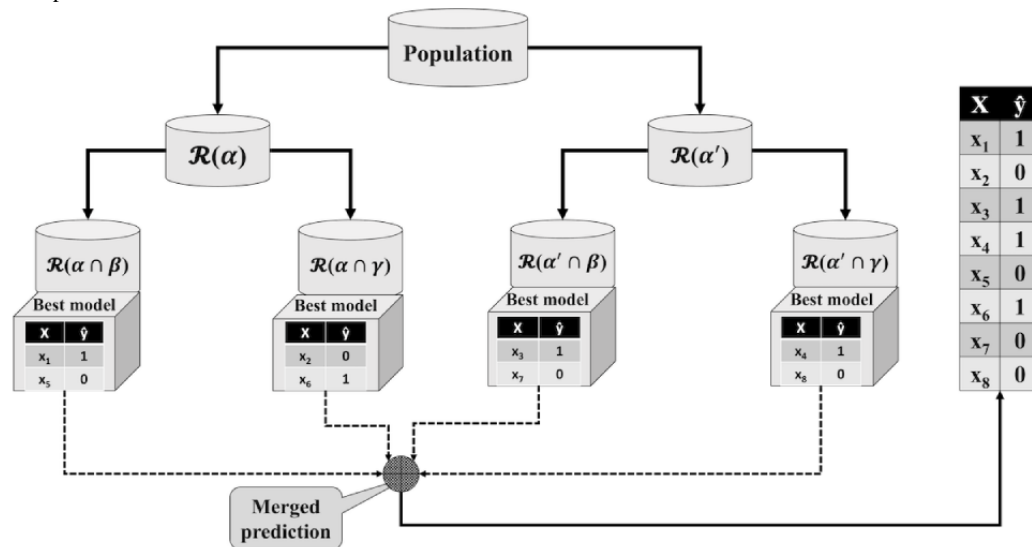 Population
ℛ(α)
ℛ(α′)
ℛ(α ∩ β)
ℛ(α ∩ γ)
ℛ(α′ ∩ β)
ℛ(α′ ∩ γ)
Best model
X ŷ
x₁ 1
x₅ 0
Best model
X ŷ
x₂ 0
x₆ 1
Best model
X ŷ
x₃ 1
x₇ 0
Best model
X ŷ
x₄ 1
x₈ 0
Merged
prediction
X ŷ
x₁ 1
x₂ 0
x₃ 1
x₄ 1
x₅ 0
x₆ 1
x₇ 0
x₈ 0